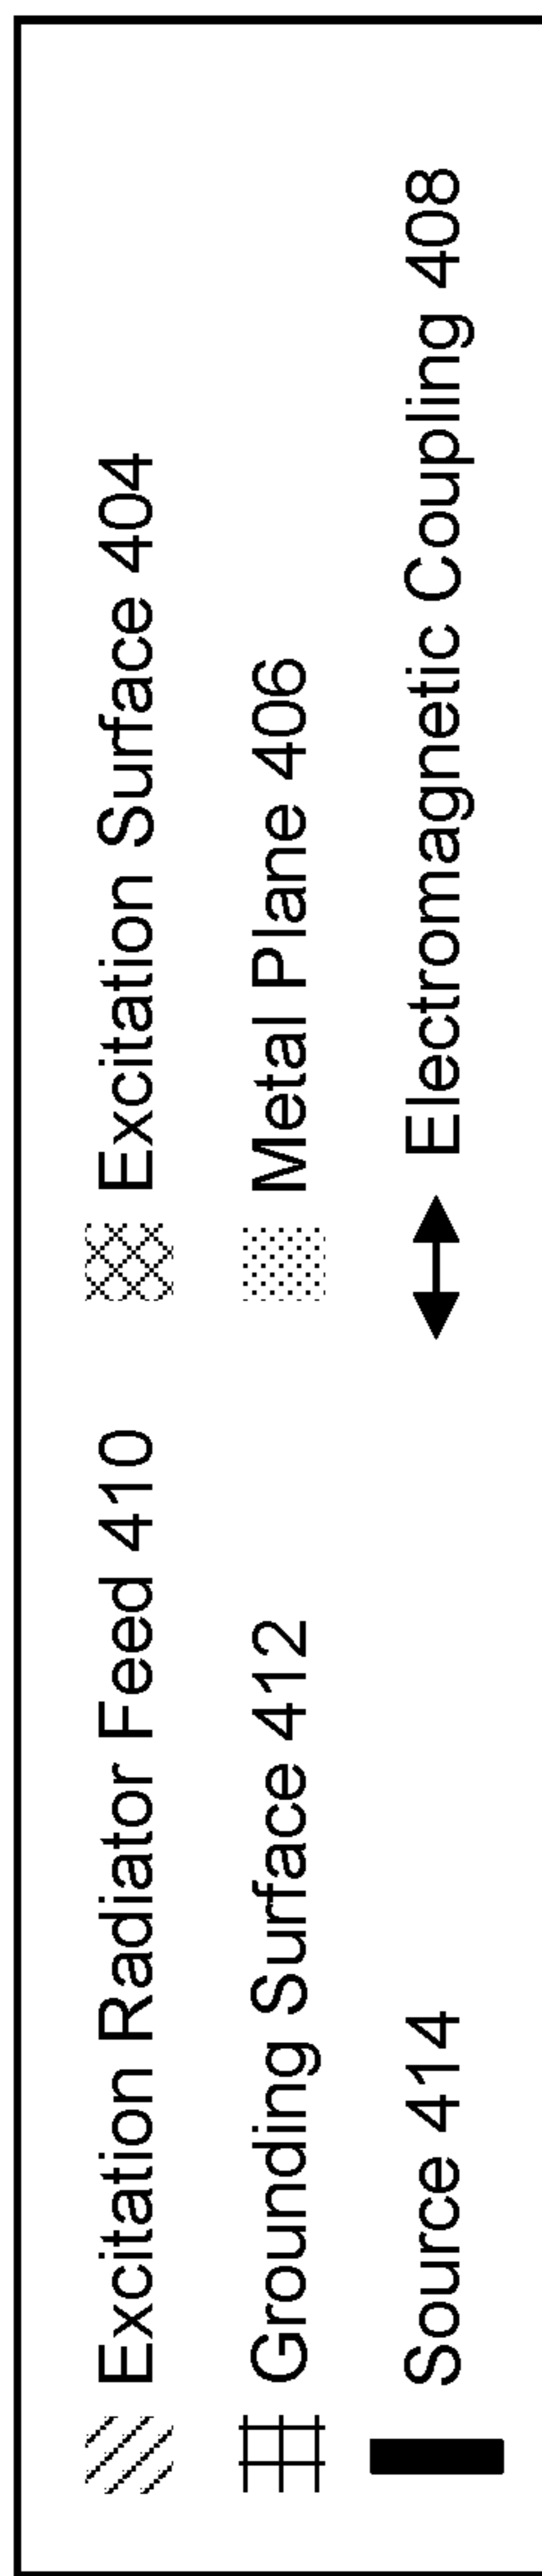 Excitation Radiator Feed 410
Excitation Surface 404
Grounding Surface 412
Metal Plane 406
Source 414
Electromagnetic Coupling 408